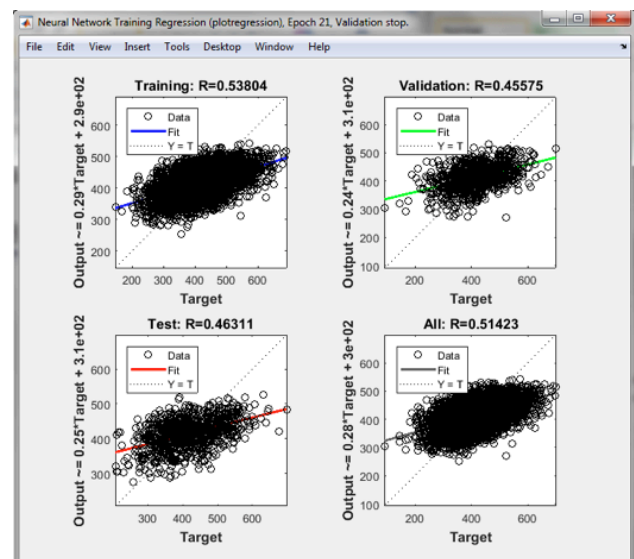 Neural Network Training Regression (plotregression), Epoch 21, Validation stop.
File Edit View Insert Tools Desktop Window Help
Training: R=0.53804
Output ~= 0.29*Target + 2.9e+02
600
500
400
300
200
Data
Fit
Y = T
200 300 400 500 600
Target
Validation: R=0.45575
Output ~= 0.24*Target + 3.1e+02
600
500
400
300
200
100
Data
Fit
Y = T
200 400 600
Target
Test: R=0.46311
Output ~= 0.25*Target + 3.1e+02
600
500
400
300
Data
Fit
Y = T
300 400 500 600
Target
All: R=0.51423
Output ~= 0.28*Target + 3e+02
600
500
400
300
200
100
Data
Fit
Y = T
200 400 600
Target